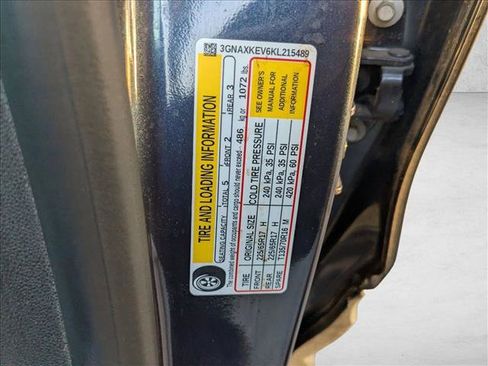 3GNAXKEV6KL215489
TIRE AND LOADING INFORMATION
SEATING CAPACITY TOTAL 5 FRONT 2 REAR 3
The combined weight of occupants and cargo should never exceed 486 kg or 1072 lbs.
TIRE ORIGINAL SIZE COLD TIRE PRESSURE
FRONT 225/65R17 H 240 kPa, 35 PSI
REAR 225/65R17 H 240 kPa, 35 PSI
SPARE T135/70R16 M 420 kPa, 60 PSI
SEE OWNER'S
MANUAL FOR
ADDITIONAL
INFORMATION